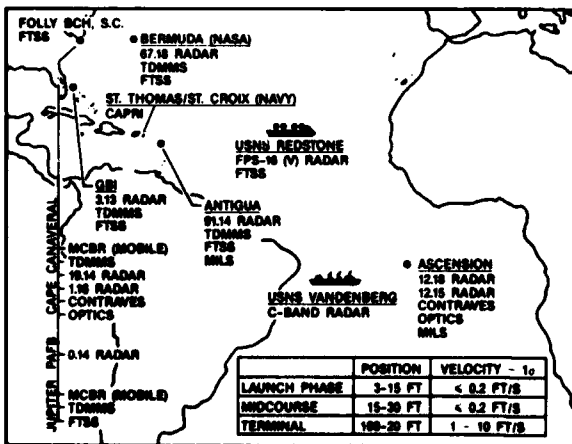 FOLLY BCH, S.C.
FTSS
BERMUDA (NASA)
67.18 RADAR
TDMMS
FTSS
ST. THOMAS/ST. CROIX (NAVY)
CAPRI
USNS REDSTONE
FPS-16 (V) RADAR
FTSS
GBI
3.13 RADAR
TDMMS
FTSS
ANTIGUA
91.14 RADAR
TDMMS
FTSS
MILS
CAPE CANAVERAL
MCBR (MOBILE)
TDMMS
19.14 RADAR
1.16 RADAR
CONTRAVES
OPTICS
PAFB
0.14 RADAR
JUPITER
MCBR (MOBILE)
TDMMS
FTSS
USNS VANDENBERG
C-BAND RADAR
ASCENSION
12.18 RADAR
12.15 RADAR
CONTRAVES
OPTICS
MILS
POSITION VELOCITY - 1σ
LAUNCH PHASE 3-15 FT < 0.2 FT/S
MIDCOURSE 15-30 FT < 0.2 FT/S
TERMINAL FT 1 - 10 FT/S